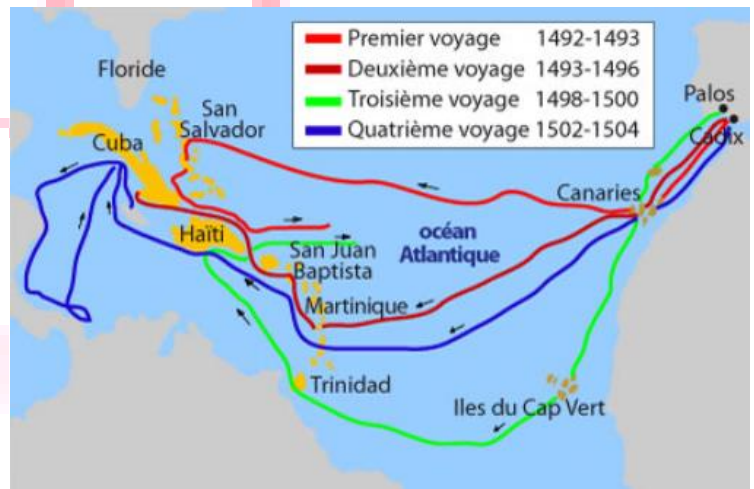 Premier voyage 1492-1493
Deuxième voyage 1493-1496
Troisième voyage 1498-1500
Quatrième voyage 1502-1504
Floride
San
Salvador
Cuba
Palos
Cadix
Canaries
Haïti
océan
Atlantique
San Juan
Baptista
Martinique
Trinidad
Iles du Cap Vert